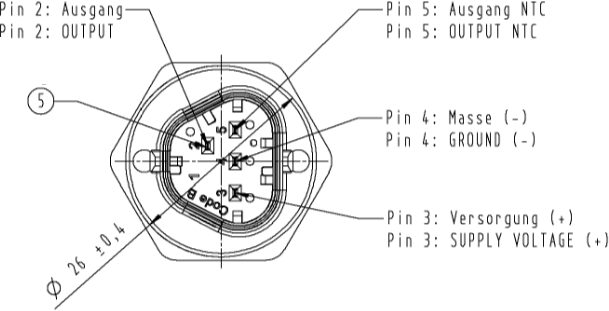 Pin 2: Ausgang
Pin 2: OUTPUT
Pin 5: Ausgang NTC
Pin 5: OUTPUT NTC
5
Pin 4: Masse (-)
Pin 4: GROUND (-)
Pin 3: Versorgung (+)
Pin 3: SUPPLY VOLTAGE (+)
5
2
4
1
3
Code B
Ø 26 ±0,4